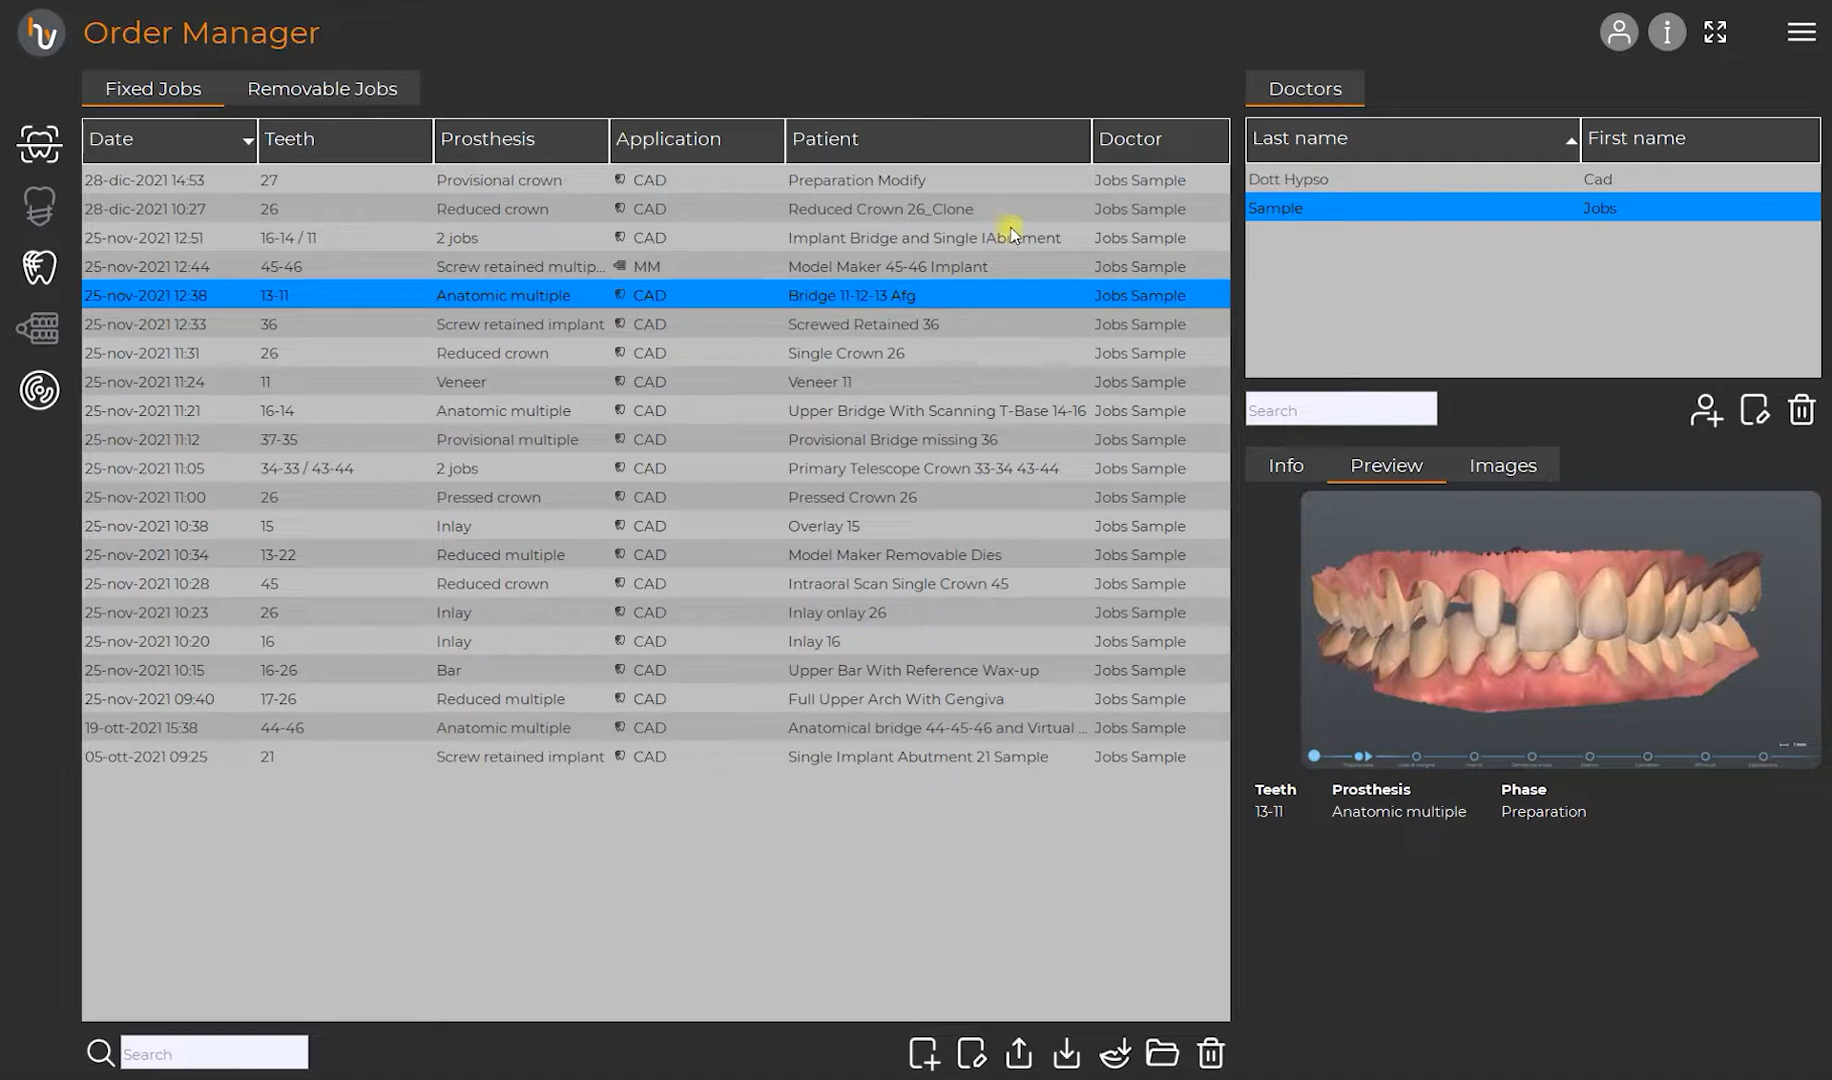 Order Manager
Fixed Jobs Removable Jobs
Date Teeth Prosthesis Application Patient Doctor
28-dic-2021 14:53 27 Provisional crown CAD Preparation Modify Jobs Sample
28-dic-2021 10:27 26 Reduced crown CAD Reduced Crown 26_Clone Jobs Sample
25-nov-2021 12:51 16-14 / 11 2 jobs CAD Implant Bridge and Single IAbutment Jobs Sample
25-nov-2021 12:44 45-46 Screw retained multip... MM Model Maker 45-46 Implant Jobs Sample
25-nov-2021 12:38 13-11 Anatomic multiple CAD Bridge 11-12-13 Afg Jobs Sample
25-nov-2021 12:33 36 Screw retained implant CAD Screwed Retained 36 Jobs Sample
25-nov-2021 11:31 26 Reduced crown CAD Single Crown 26 Jobs Sample
25-nov-2021 11:24 11 Veneer CAD Veneer 11 Jobs Sample
25-nov-2021 11:21 16-14 Anatomic multiple CAD Upper Bridge With Scanning T-Base 14-16 Jobs Sample
25-nov-2021 11:12 37-35 Provisional multiple CAD Provisional Bridge missing 36 Jobs Sample
25-nov-2021 11:05 34-33 / 43-44 2 jobs CAD Primary Telescope Crown 33-34 43-44 Jobs Sample
25-nov-2021 11:00 26 Pressed crown CAD Pressed Crown 26 Jobs Sample
25-nov-2021 10:38 15 Inlay CAD Overlay 15 Jobs Sample
25-nov-2021 10:34 13-22 Reduced multiple CAD Model Maker Removable Dies Jobs Sample
25-nov-2021 10:28 45 Reduced crown CAD Intraoral Scan Single Crown 45 Jobs Sample
25-nov-2021 10:23 26 Inlay CAD Inlay onlay 26 Jobs Sample
25-nov-2021 10:20 16 Inlay CAD Inlay 16 Jobs Sample
25-nov-2021 10:15 16-26 Bar CAD Upper Bar With Reference Wax-up Jobs Sample
25-nov-2021 09:40 17-26 Reduced multiple CAD Full Upper Arch With Gengiva Jobs Sample
19-ott-2021 15:38 44-46 Anatomic multiple CAD Anatomical bridge 44-45-46 and Virtual ... Jobs Sample
05-ott-2021 09:25 21 Screw retained implant CAD Single Implant Abutment 21 Sample Jobs Sample
Search
Doctors
Last name First name
Dott Hypso Cad
Sample Jobs
Search
Info Preview Images
Teeth Prosthesis Phase
13-11 Anatomic multiple Preparation